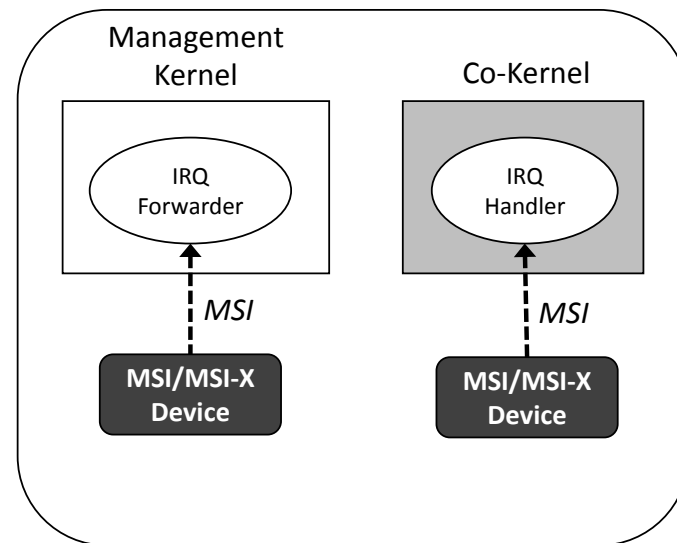 Management
Kernel
Co-Kernel
IRQ
Forwarder
IRQ
Handler
MSI
MSI
MSI/MSI-X
Device
MSI/MSI-X
Device